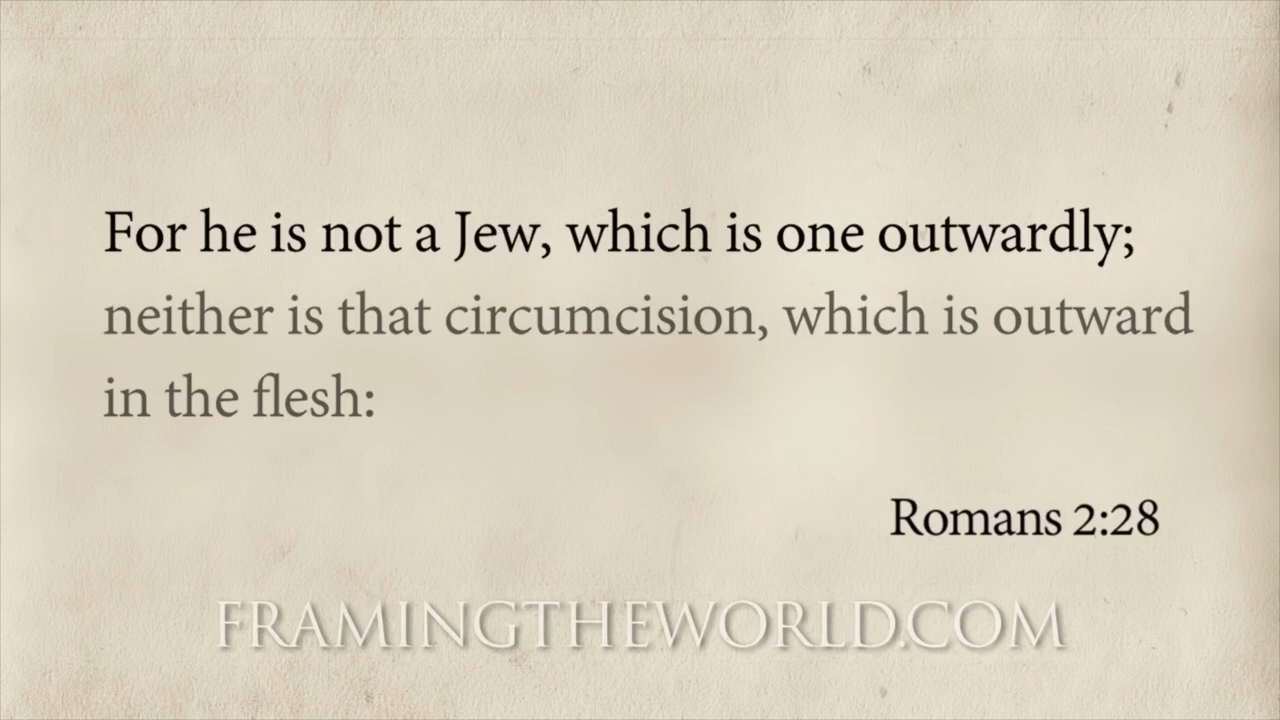 For he is not a Jew, which is one outwardly;
neither is that circumcision, which is outward
in the flesh:
Romans 2:28
FRAMINGTHEWORLD.COM